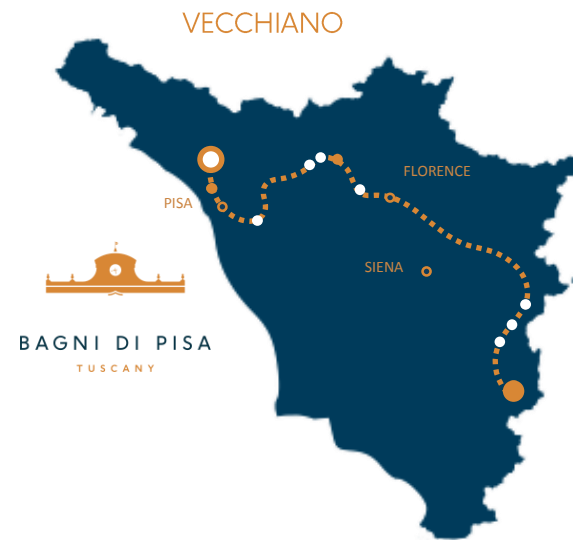 VECCHIANO
FLORENCE
PISA
SIENA
BAGNI DI PISA
TUSCANY